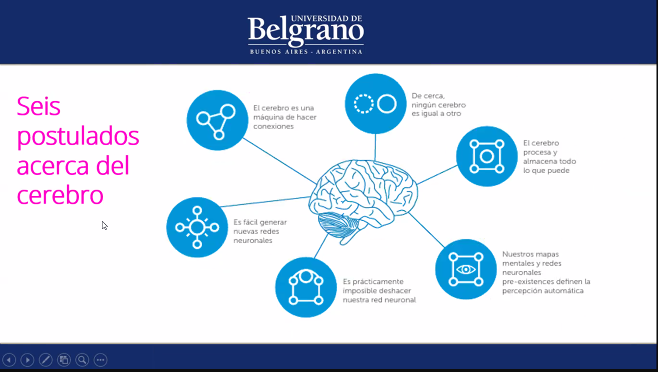 UNIVERSIDAD DE
Belgrano
BUENOS AIRES - ARGENTINA
Seis
postulados
acerca del
cerebro
El cerebro es una
máquina de hacer
conexiones
De cerca,
ningún cerebro
es igual a otro
El cerebro
procesa y
almacena todo
lo que puede
Es fácil generar
nuevas redes
neuronales
Es prácticamente
imposible deshacer
nuestra red neuronal
Nuestros mapas
mentales y redes
neuronales
pre-existences definen la
percepción automática